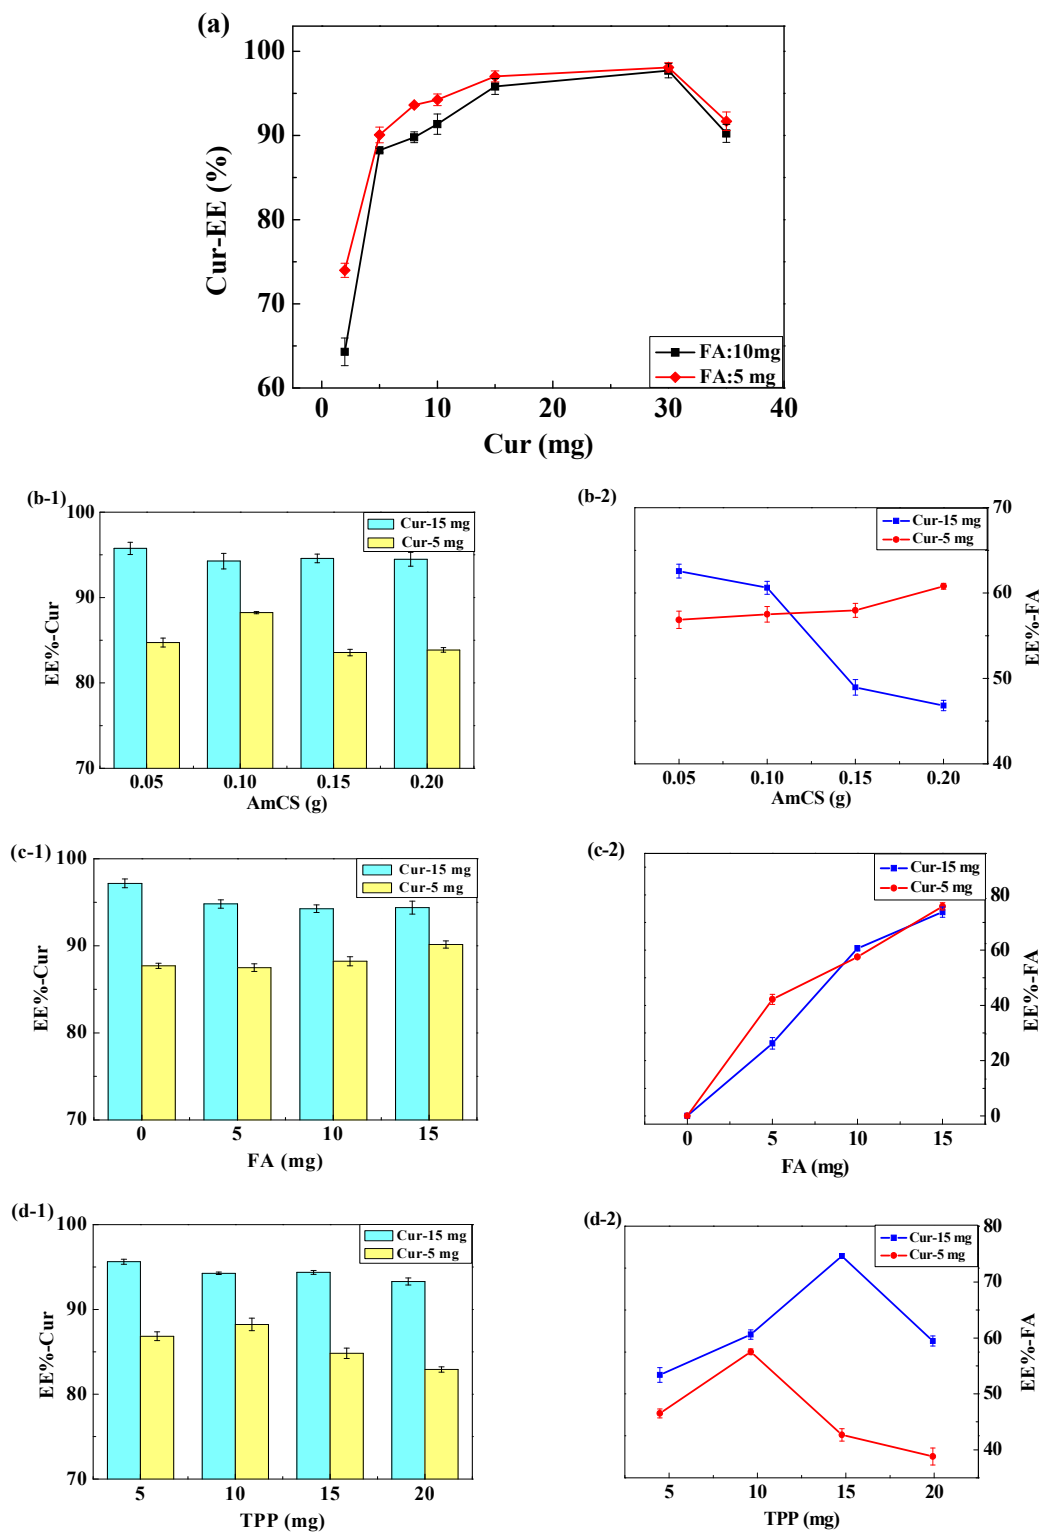 (a)
100
90
80
70
60
Cur-EE (%)
FA:10mg
FA:5 mg
0 10 20 30 40
Cur (mg)
(b-1)
100
90
80
70
EE%-Cur
Cur-15 mg
Cur-5 mg
0.05 0.10 0.15 0.20
AmCS (g)
(b-2)
Cur-15 mg
Cur-5 mg
70
60
50
40
EE%-FA
0.05 0.10 0.15 0.20
AmCS (g)
(c-1)
100
90
80
70
EE%-Cur
Cur-15 mg
Cur-5 mg
0 5 10 15
FA (mg)
(c-2)
Cur-15 mg
Cur-5 mg
80
60
40
20
0
EE%-FA
0 5 10 15
FA (mg)
(d-1)
100
90
80
70
EE%-Cur
Cur-15 mg
Cur-5 mg
5 10 15 20
TPP (mg)
(d-2)
Cur-15 mg
Cur-5 mg
80
70
60
50
40
EE%-FA
5 10 15 20
TPP (mg)